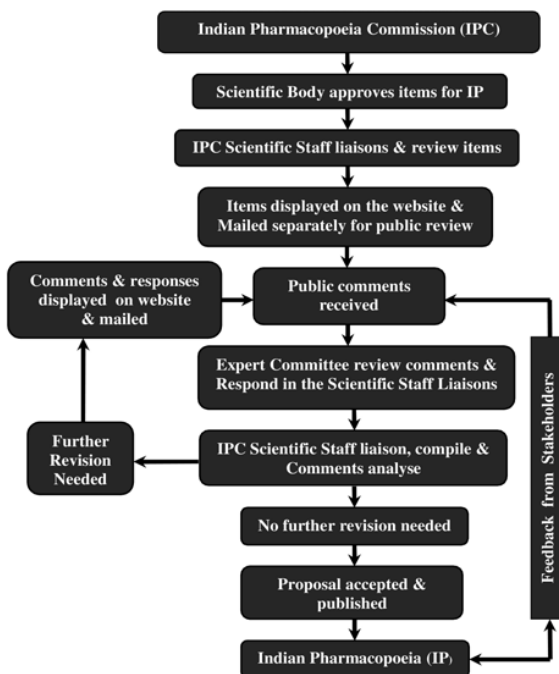 Indian Pharmacopoeia Commission (IPC)
Scientific Body approves items for IP
IPC Scientific Staff liaisons & review items
Items displayed on the website &
Mailed separately for public review
Comments & responses
displayed on website
& mailed
Public comments
received
Expert Committee review comments &
Respond in the Scientific Staff Liaisons
Further
Revision
Needed
IPC Scientific Staff liaison, compile &
Comments analyse
No further revision needed
Proposal accepted &
published
Indian Pharmacopoeia (IP)
Feedback from Stakeholders